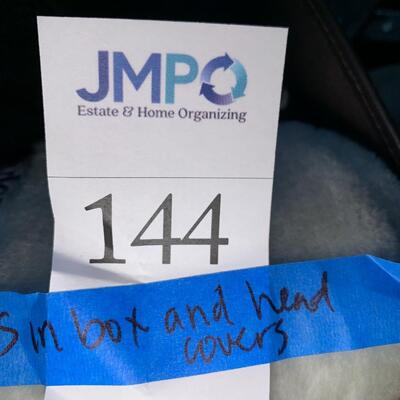 JMPO
Estate & Home Organizing
144
s in box and head
covers